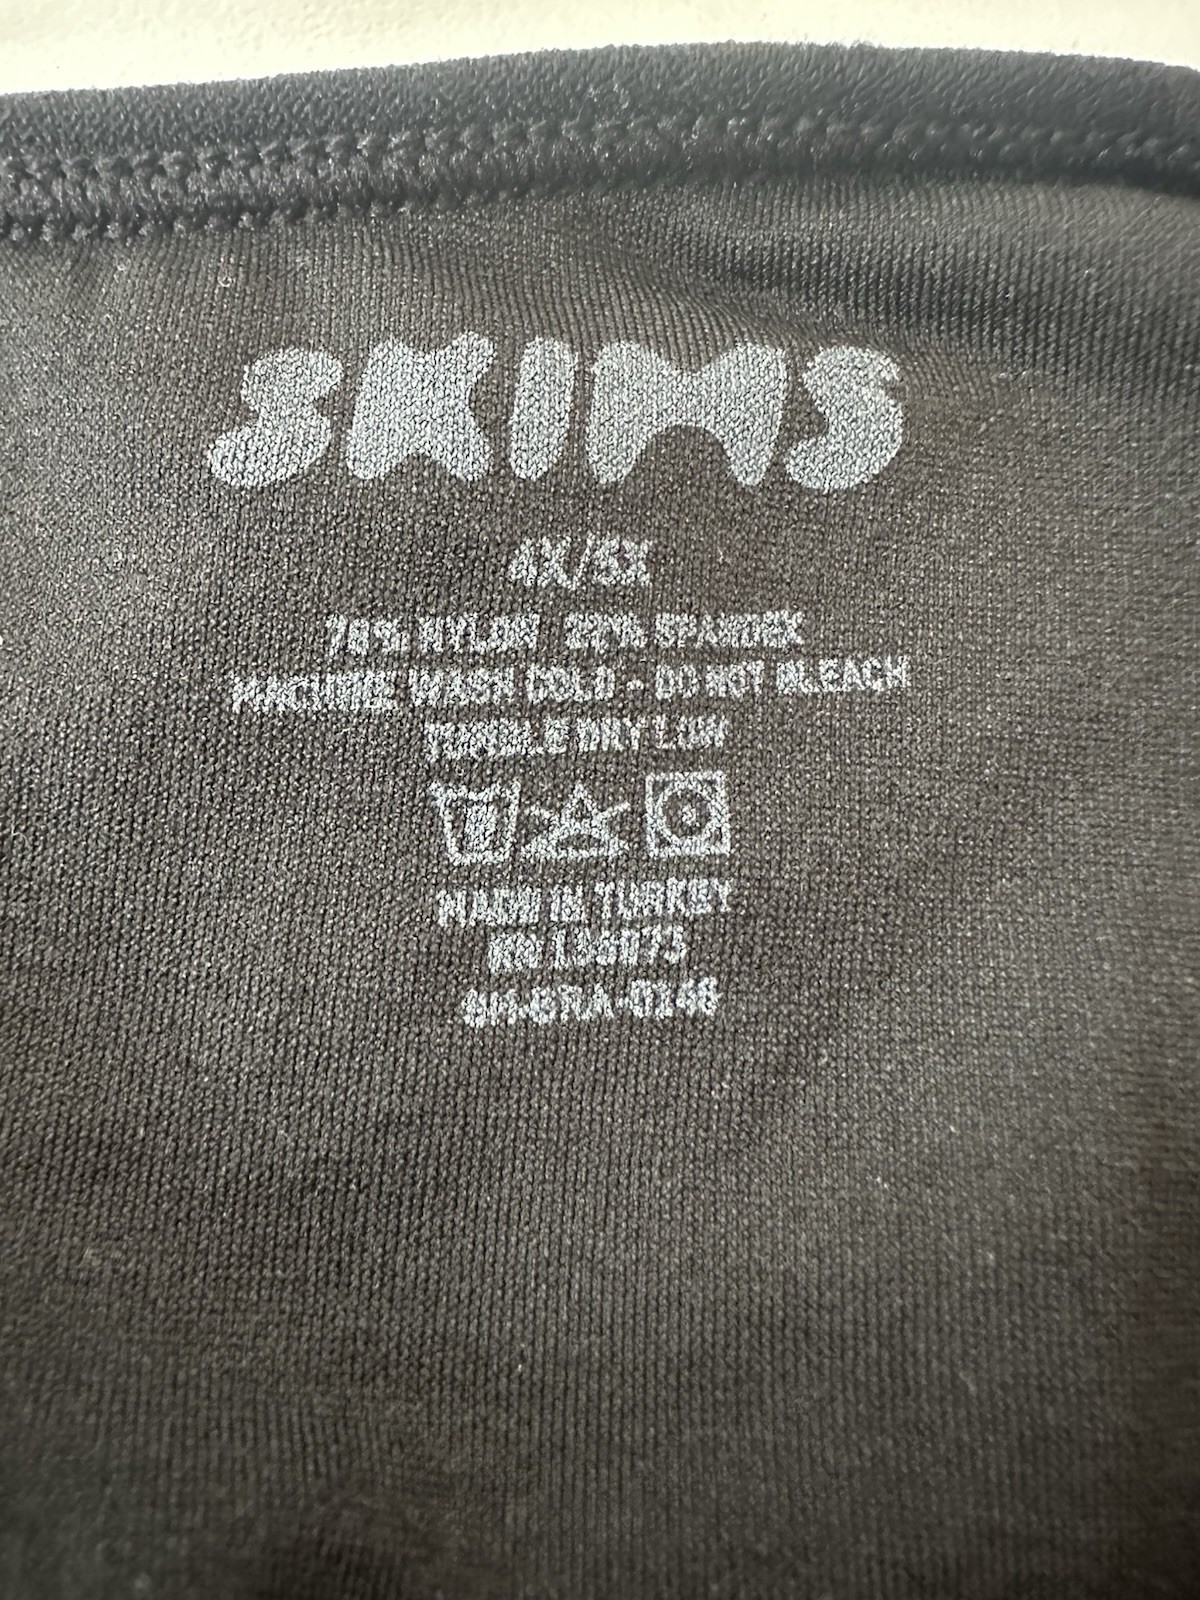 SKIMS
4X/5X
78% NYLON 22% SPANDEX
MACHINE WASH COLD - DO NOT BLEACH
TUMBLE DRY LOW
MADE IN TURKEY
RN 136075